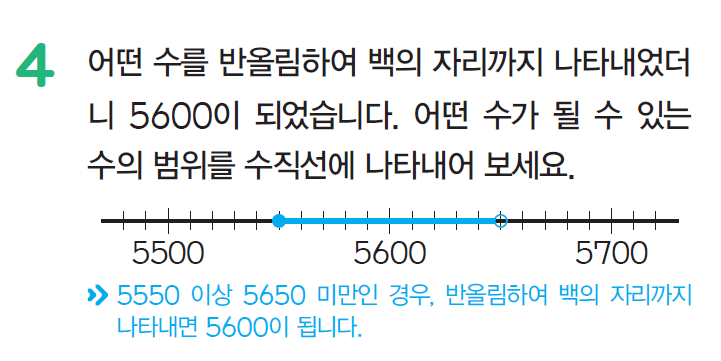 4 어떤 수를 반올림하여 백의 자리까지 나타내었더
니 5600이 되었습니다. 어떤 수가 될 수 있는
수의 범위를 수직선에 나타내어 보세요.
5500 5600 5700
» 5550 이상 5650 미만인 경우, 반올림하여 백의 자리까지
나타내면 5600이 됩니다.